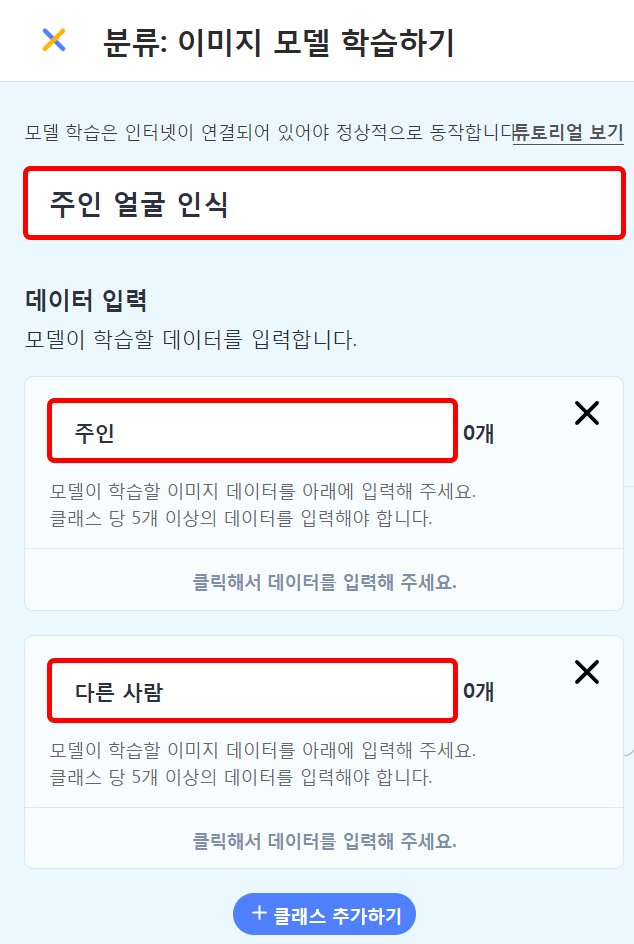 분류: 이미지 모델 학습하기
모델 학습은 인터넷이 연결되어 있어야 정상적으로 동작합니다 튜토리얼 보기
주인 얼굴 인식
데이터 입력
모델이 학습할 데이터를 입력합니다.
주인 0개
모델이 학습할 이미지 데이터를 아래에 입력해 주세요.
클래스 당 5개 이상의 데이터를 입력해야 합니다.
클릭해서 데이터를 입력해 주세요.
다른 사람 0개
모델이 학습할 이미지 데이터를 아래에 입력해 주세요.
클래스 당 5개 이상의 데이터를 입력해야 합니다.
클릭해서 데이터를 입력해 주세요.
+ 클래스 추가하기